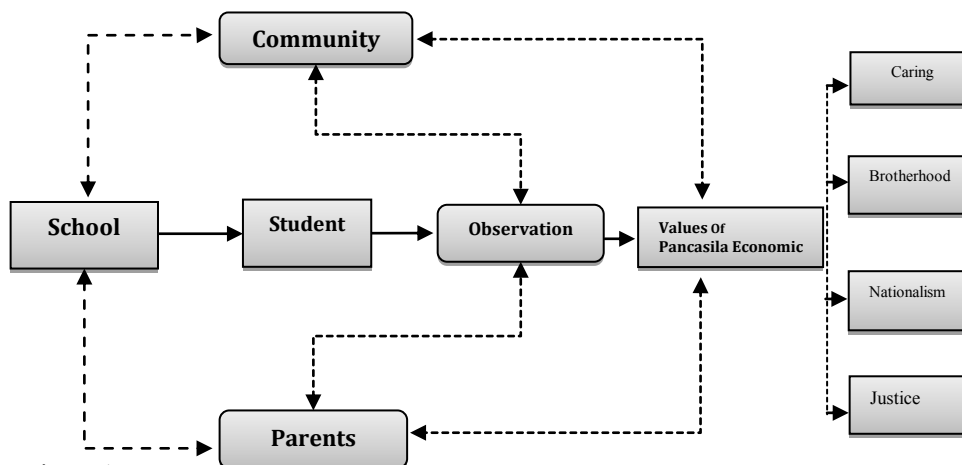 Community
Caring
Brotherhood
School
Student
Observation
Values Of
Pancasila Economic
Nationalism
Justice
Parents